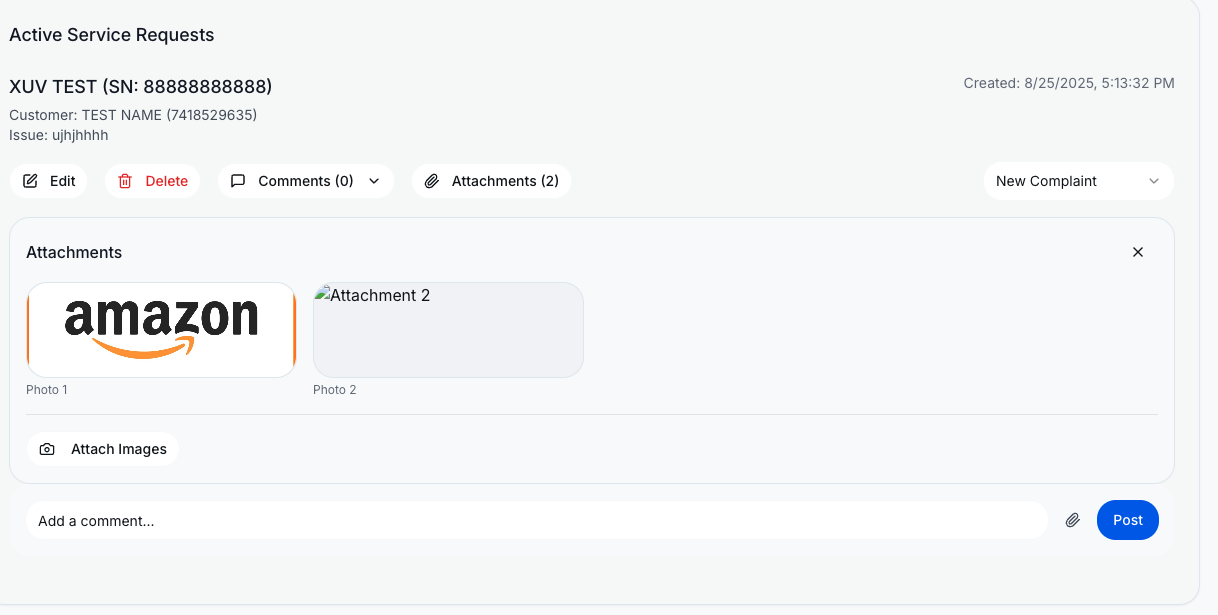 Active Service Requests
XUV TEST (SN: 88888888888)
Created: 8/25/2025, 5:13:32 PM
Customer: TEST NAME (7418529635)
Issue: ujhjhhhh
Edit
Delete
Comments (0)
Attachments (2)
New Complaint
Attachments
amazon
Attachment 2
Photo 1
Photo 2
Attach Images
Add a comment...
Post